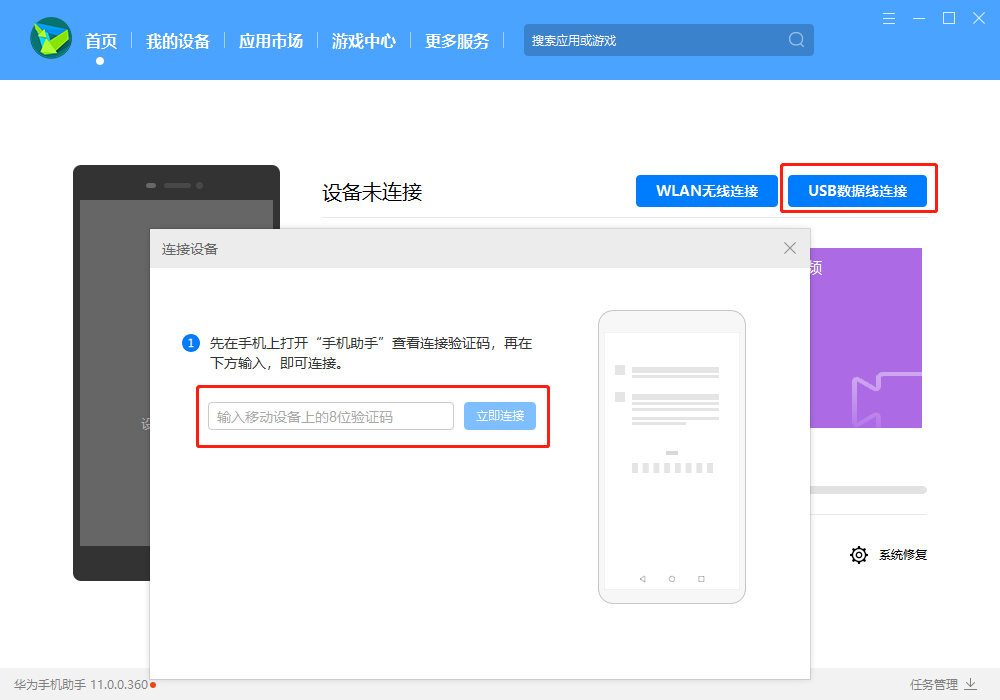 首页 我的设备 应用市场 游戏中心 更多服务 搜索应用或游戏
设备未连接 WLAN无线连接 USB数据线连接
连接设备
频
1 先在手机上打开“手机助手”查看连接验证码，再在
下方输入，即可连接。
输入移动设备上的8位验证码 立即连接
设
系统修复
华为手机助手 11.0.0.360 任务管理